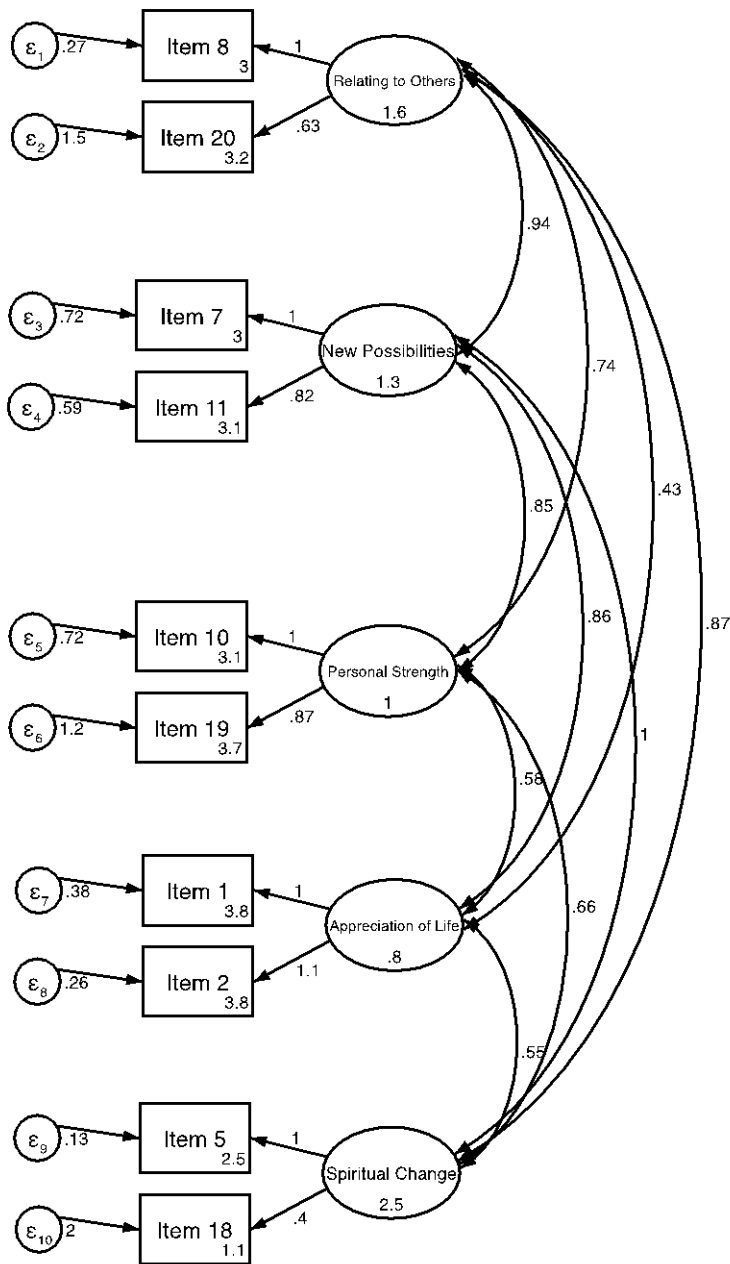 ε1 .27 Item 8 3 1 Relating to Others 1.6
ε2 1.5 Item 20 3.2 .63
.94
ε3 .72 Item 7 3 1 New Possibilities 1.3
ε4 .59 Item 11 3.1 .82
.74
.43
.85
.86
.87
ε5 .72 Item 10 3.1 1 Personal Strength 1
ε6 1.2 Item 19 3.7 .87
1
.58
ε7 .38 Item 1 3.8 1 Appreciation of Life .8
ε8 .26 Item 2 3.8 1.1
.66
.55
ε9 .13 Item 5 2.5 1 Spiritual Change 2.5
ε10 2 Item 18 1.1 .4